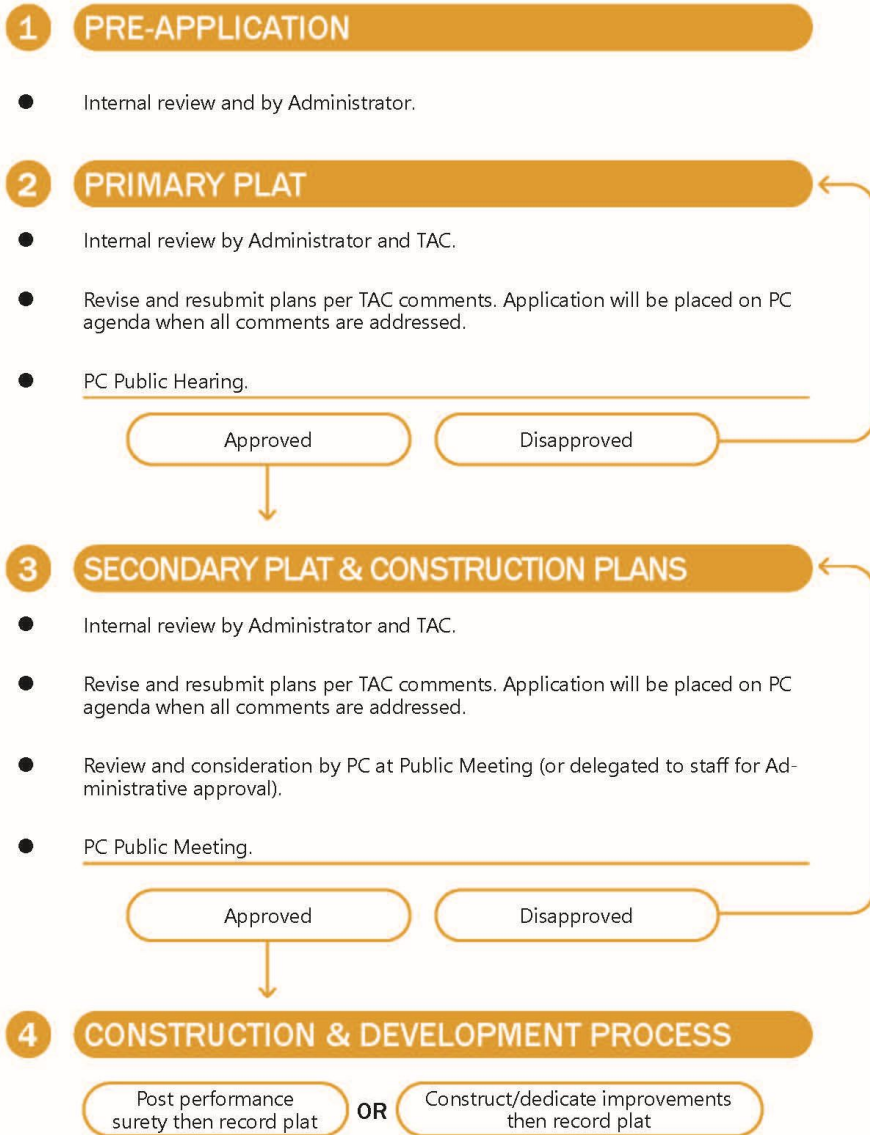 1 PRE-APPLICATION
● Internal review and by Administrator.
2 PRIMARY PLAT
● Internal review by Administrator and TAC.
● Revise and resubmit plans per TAC comments. Application will be placed on PC
agenda when all comments are addressed.
● PC Public Hearing.
Approved Disapproved
3 SECONDARY PLAT & CONSTRUCTION PLANS
● Internal review by Administrator and TAC.
● Revise and resubmit plans per TAC comments. Application will be placed on PC
agenda when all comments are addressed.
● Review and consideration by PC at Public Meeting (or delegated to staff for Ad-
ministrative approval).
● PC Public Meeting.
Approved Disapproved
4 CONSTRUCTION & DEVELOPMENT PROCESS
Post performance
surety then record plat
OR
Construct/dedicate improvements
then record plat